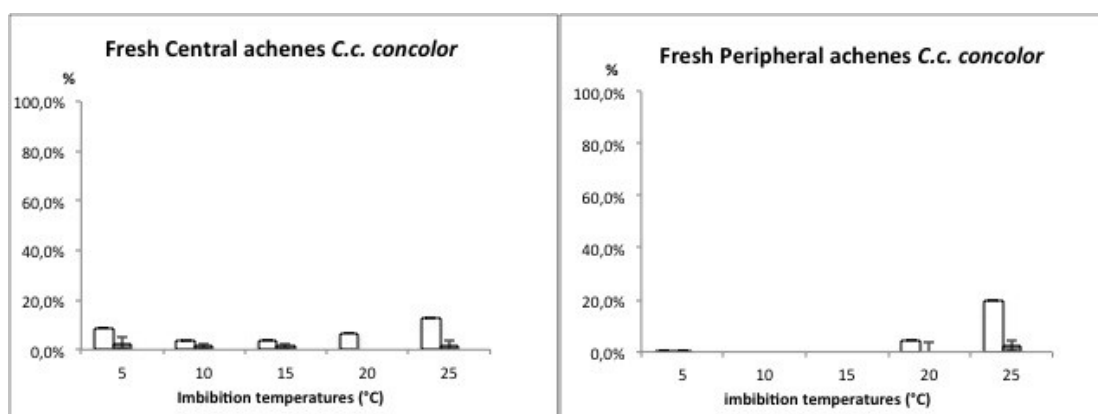 Fresh Central achenes C.c. concolor
%
100,0%
80,0%
60,0%
40,0%
20,0%
0,0%
5 10 15 20 25
Imbibition temperatures (°C)
Fresh Peripheral achenes C.c. concolor
%
100,0%
80,0%
60,0%
40,0%
20,0%
0,0%
5 10 15 20 25
imbibition temperatures (°C)